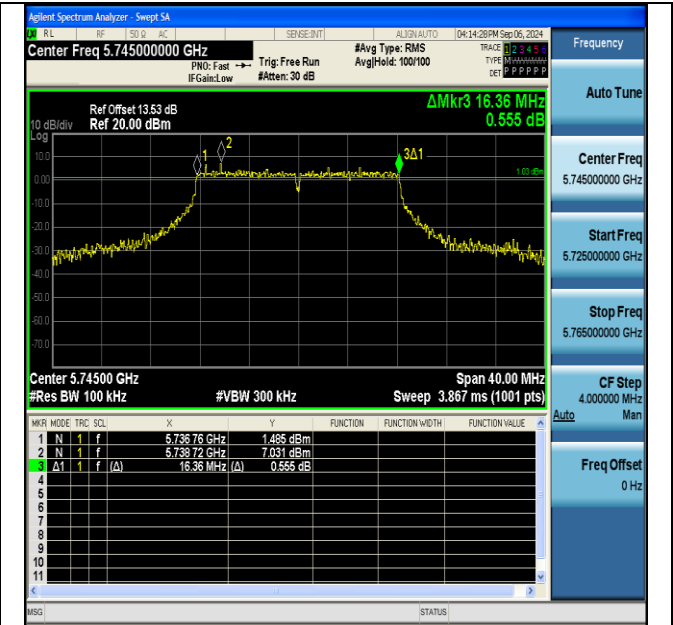 Agilent Spectrum Analyzer - Swept SA
RL RF 50 Ω AC SENSE:INT ALIGN AUTO 04:14:28 PM Sep 06, 2024
Center Freq 5.745000000 GHz #Avg Type: RMS TRACE 1 2 3 4 5 6
PNO: Fast Trig: Free Run Avg|Hold: 100/100 TYPE
IFGain:Low #Atten: 30 dB DET P P P P P P
Frequency
Auto Tune
Center Freq
5.745000000 GHz
Start Freq
5.725000000 GHz
Stop Freq
5.765000000 GHz
CF Step
4.000000 MHz
Auto Man
Freq Offset
0 Hz
Ref Offset 13.53 dB
10 dB/div Ref 20.00 dBm
Log
ΔMkr3 16.36 MHz
0.555 dB
10.0
0.00
-10.0
-20.0
-30.0
-40.0
-50.0
-60.0
-70.0
1
2
3Δ1
1.03 dBm
Center 5.74500 GHz Span 40.00 MHz
#Res BW 100 kHz #VBW 300 kHz Sweep 3.867 ms (1001 pts)
MKR MODE TRC SCL X Y FUNCTION FUNCTION WIDTH FUNCTION VALUE
1 N 1 f 5.736 76 GHz 1.485 dBm
2 N 1 f 5.738 72 GHz 7.031 dBm
3 Δ1 1 f (Δ) 16.36 MHz (Δ) 0.555 dB
4
5
6
7
8
9
10
11
MSG STATUS